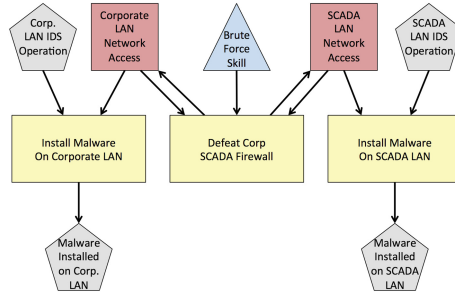 Corp.
LAN IDS
Operation
Corporate
LAN
Network
Access
Brute
Force
Skill
SCADA
LAN
Network
Access
SCADA
LAN IDS
Operation
Install Malware
On Corporate LAN
Defeat Corp
SCADA Firewall
Install Malware
On SCADA LAN
Malware
Installed
on Corp.
LAN
Malware
Installed
on SCADA
LAN